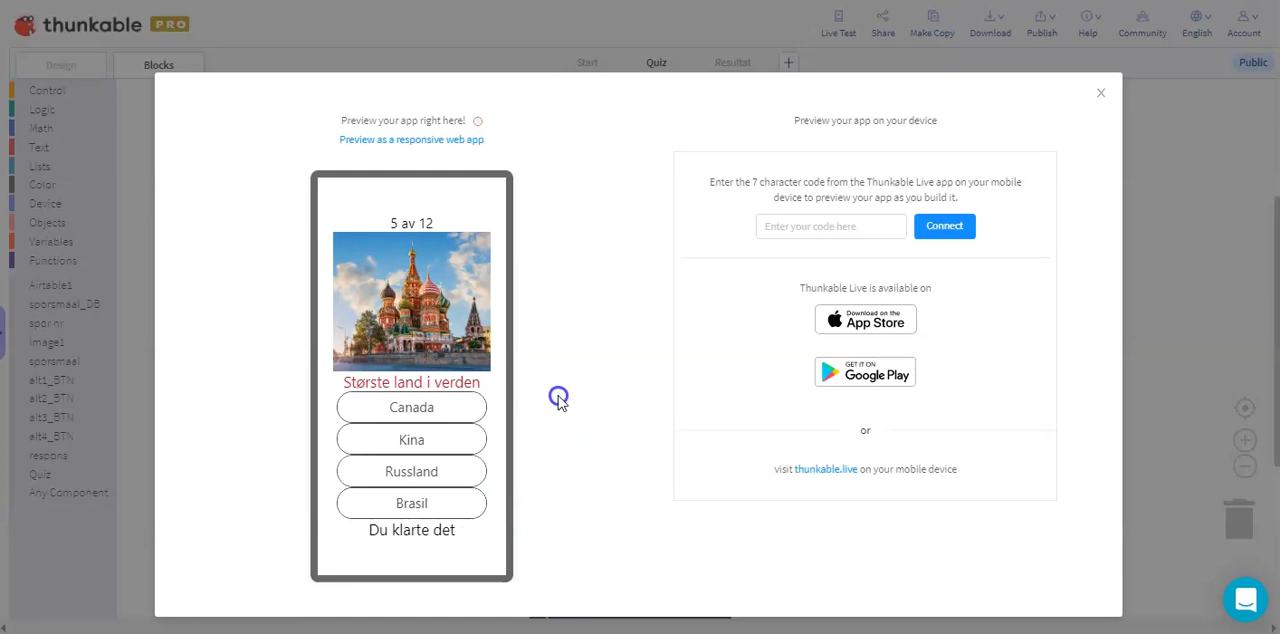 thunkable PRO
Live Test
Share
Make Copy
Download
Publish
Help
Community
English
Account
Design
Blocks
Start
Quiz
Resultat
+
Public
Control
Logic
Math
Text
Lists
Color
Device
Objects
Variables
Functions
Airtable1
sporsmaal_DB
spor nr
Image1
sporsmaal
alt1_BTN
alt2_BTN
alt3_BTN
alt4_BTN
respons
Quiz
Any Component
X
Preview your app right here!
Preview as a responsive web app
5 av 12
Største land i verden
Canada
Kina
Russland
Brasil
Du klarte det
Preview your app on your device
Enter the 7 character code from the Thunkable Live app on your mobile
device to preview your app as you build it.
Enter your code here
Connect
Thunkable Live is available on
Download on the
App Store
GET IT ON
Google Play
or
visit thunkable.live on your mobile device